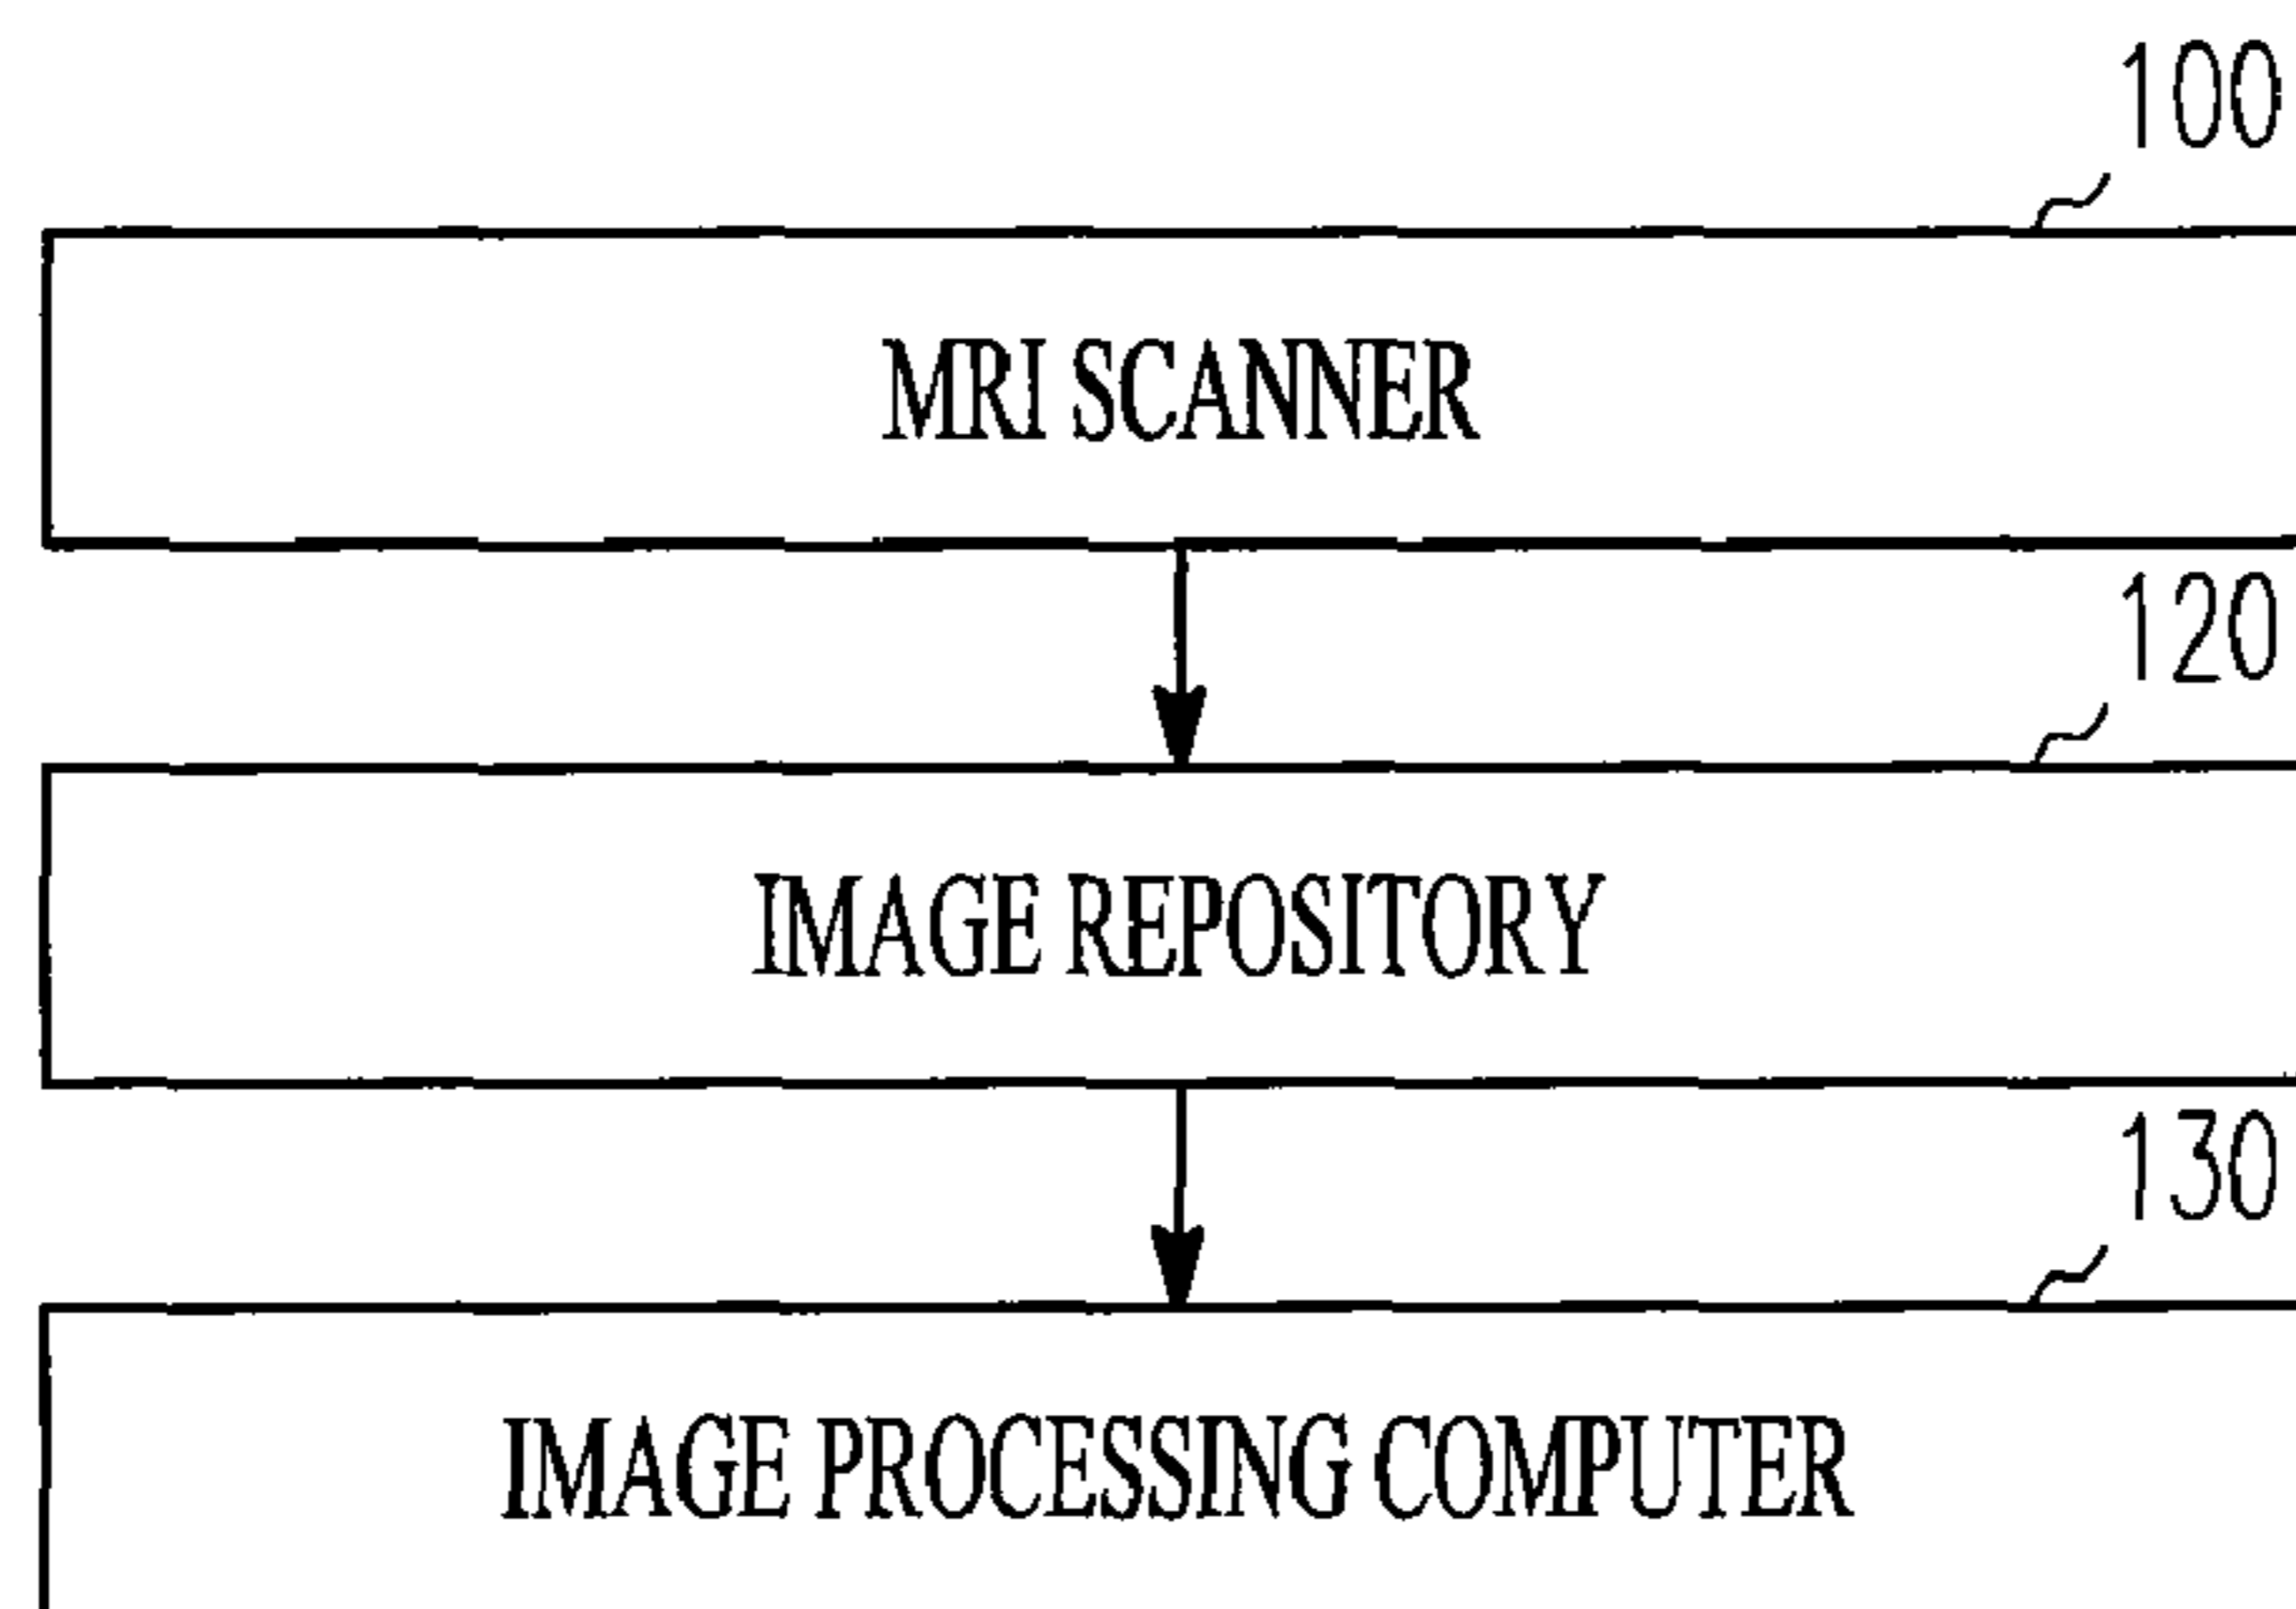 100
MRI SCANNER
120
IMAGE REPOSITORY
130
IMAGE PROCESSING COMPUTER